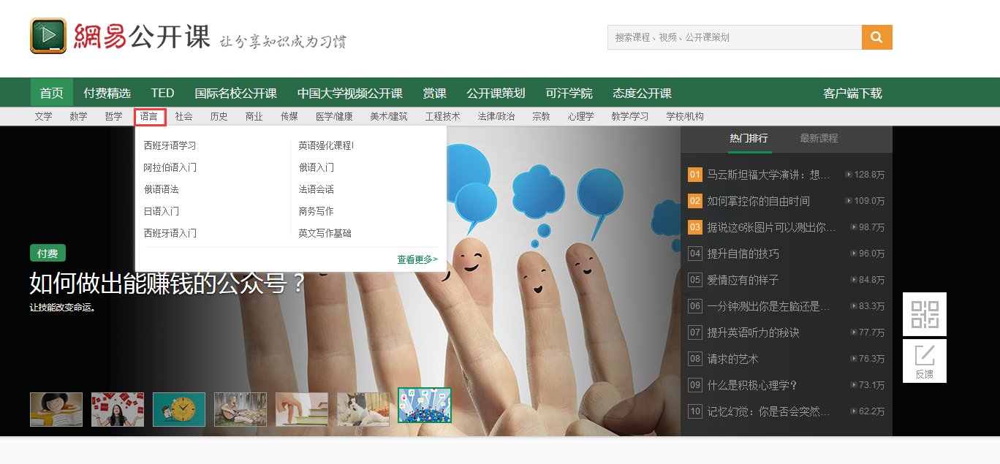 網易公开课 让分享知识成为习惯
搜索课程、视频、公开课策划
首页 付费精选 TED 国际名校公开课 中国大学视频公开课 赏课 公开课策划 可汗学院 态度公开课 客户端下载
文学 数学 哲学 语言 社会 历史 商业 传媒 医学/健康 美术/建筑 工程技术 法律/政治 宗教 心理学 教学/学习 学校/机构
西班牙语学习 英语强化课程!
阿拉伯语入门 俄语入门
俄语语法 法语会话
日语入门 商务写作
西班牙语入门 英文写作基础
查看更多>
付费
如何做出能赚钱的公众号？
让技能改变命运。
热门排行 最新课程
01 马云斯坦福大学演讲：想… 128.8万
02 如何掌控你的自由时间 109.0万
03 据说这6张图片可以测出你… 98.7万
04 提升自信的技巧 96.0万
05 爱情应有的样子 84.8万
06 一分钟测出你是左脑还是… 83.3万
07 提升英语听力的秘诀 77.7万
08 请求的艺术 76.3万
09 什么是积极心理学？ 73.1万
10 记忆幻觉：你是否会突然… 62.2万
反馈